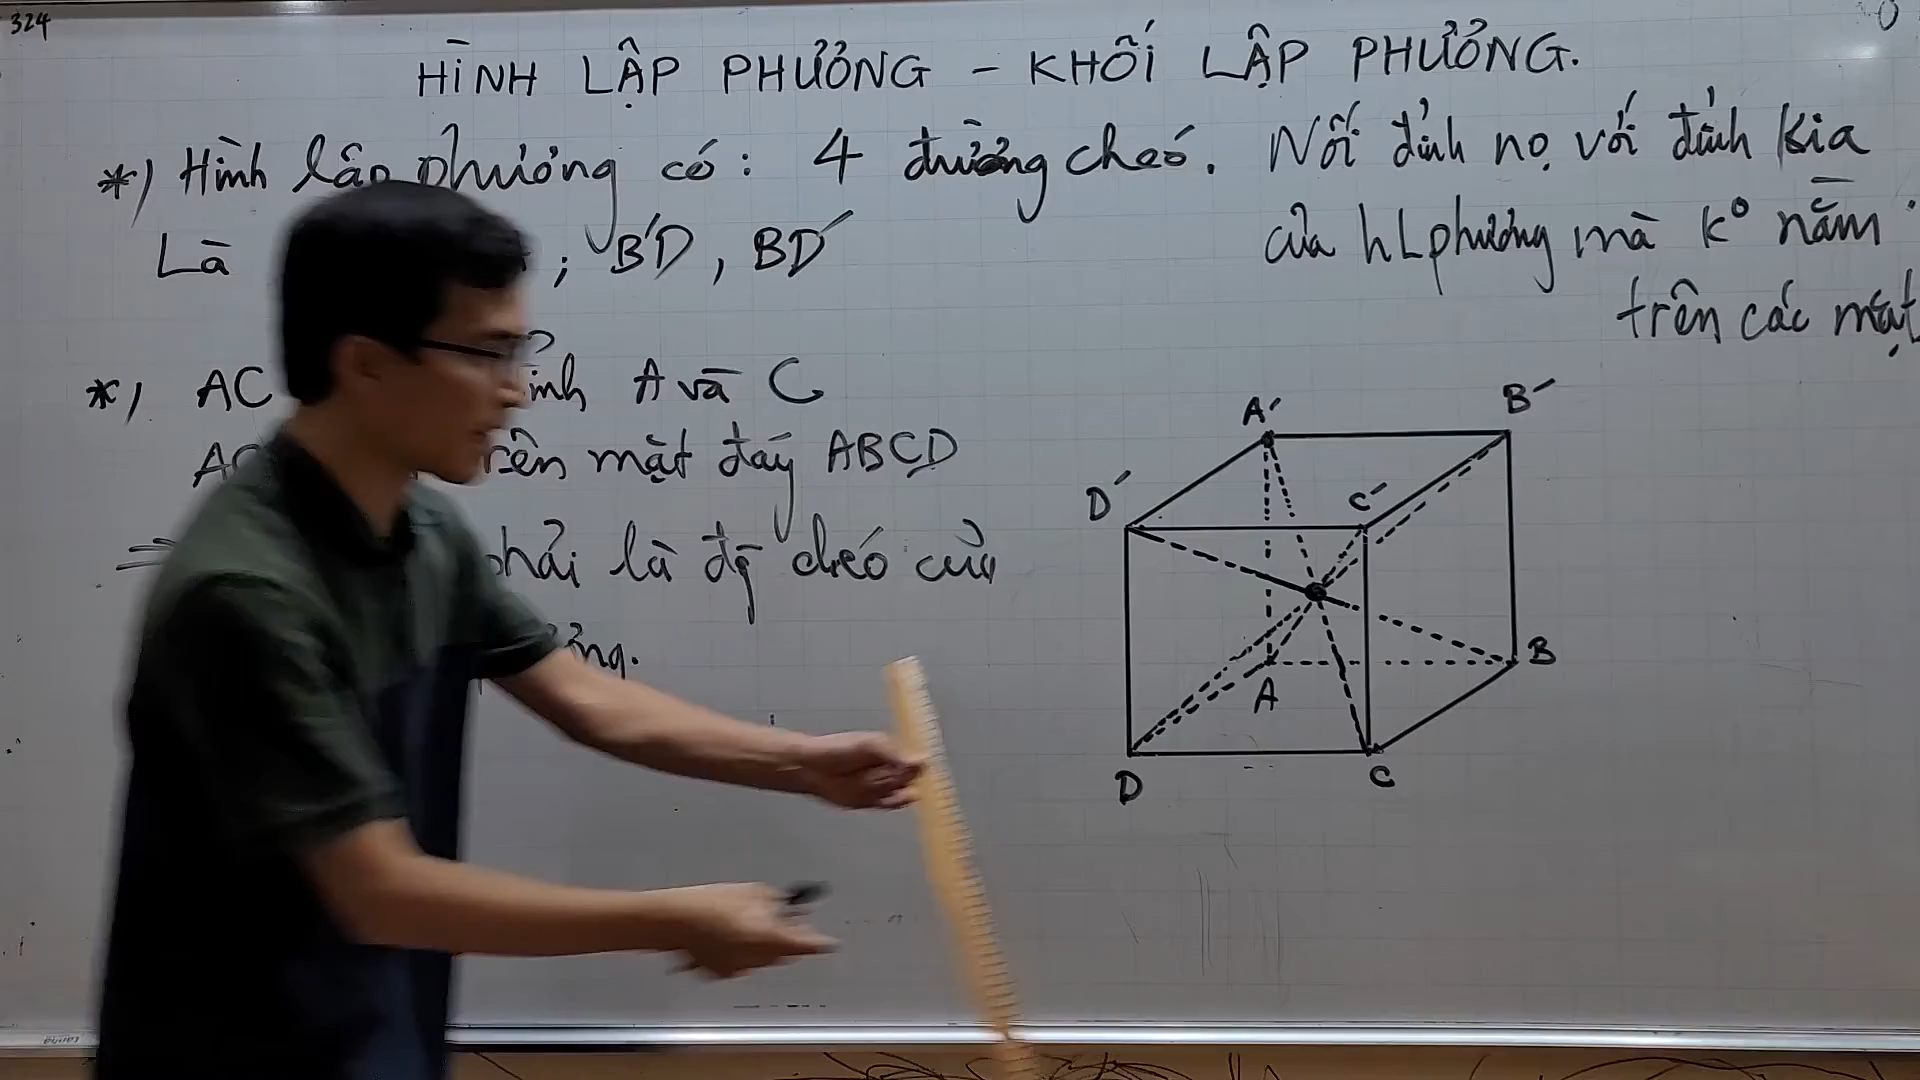 324
HÌNH LẬP PHƯƠNG - KHỐI LẬP PHƯƠNG.
*) Hình lập phương có : 4 đường chéo. Nối đỉnh nọ với đỉnh kia
Là ; B'D , BD' của hLphương mà k° nằm
trên các mặt
*) AC đỉnh A và C
trên mặt đáy ABCD
phải là đg chéo của
A' B'
D' C'
A B
D C